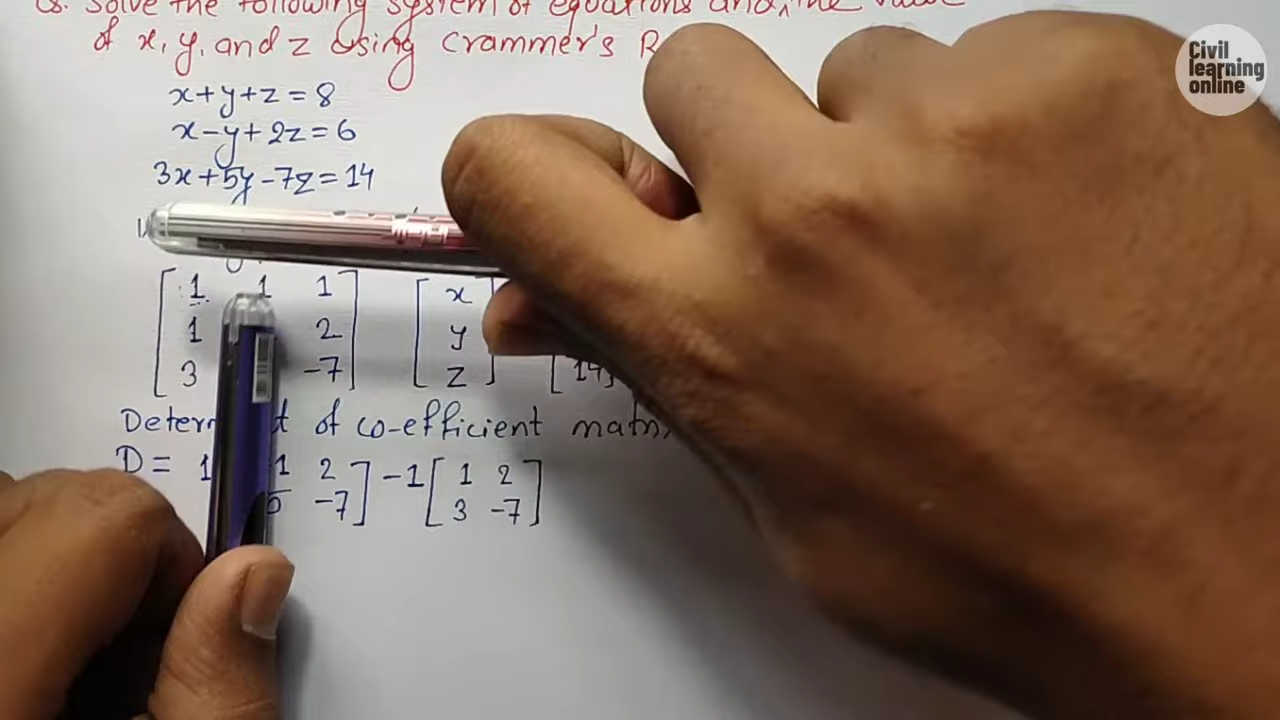 Q. Solve the following system of equations and, the value
of x, y, and z using Crammer's R
x+y+z=8
x-y+2z=6
3x+5y-7z=14
1 1 1 x
1 2 y
3 -7 z 14
Determ t of co-efficient matri
D= 1 -1 2 -1 1 2
5 -7 3 -7
Civil
learning
online